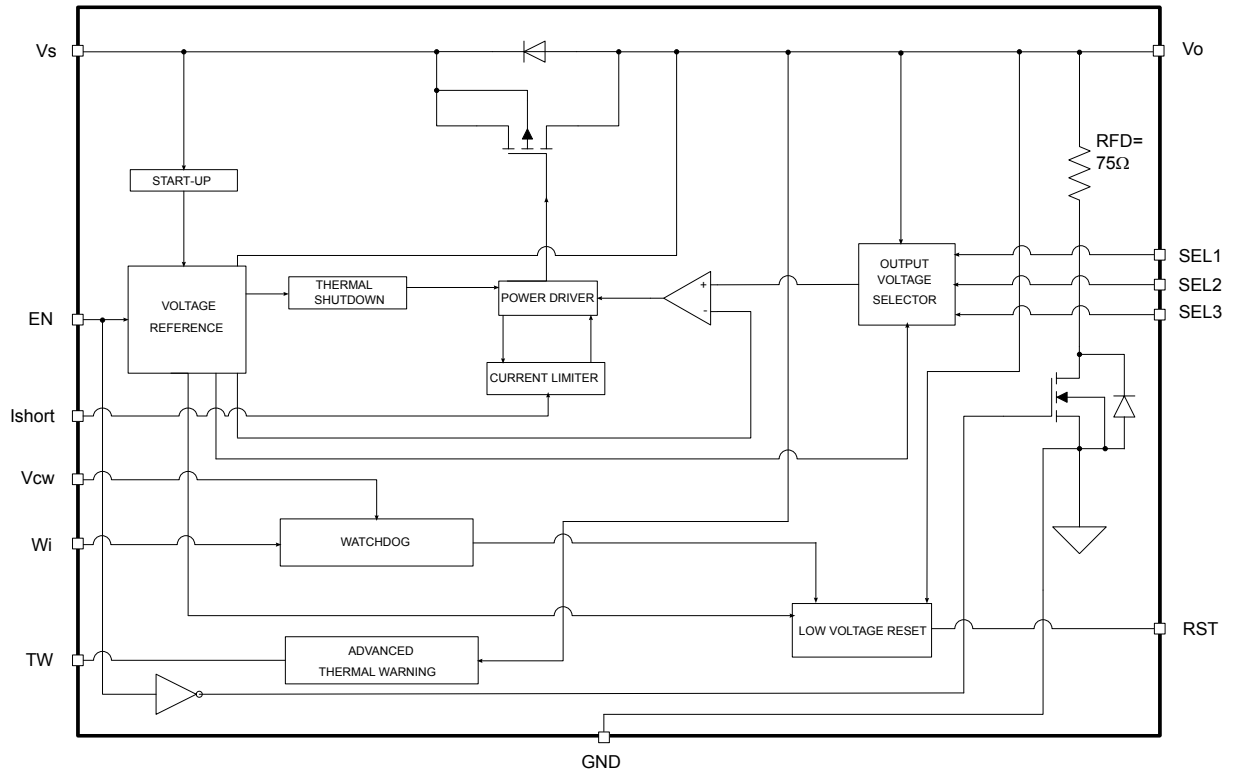 Vs
Vo
RFD=
75Ω
START-UP
SEL1
OUTPUT
VOLTAGE
SELECTOR
SEL2
SEL3
THERMAL
SHUTDOWN
POWER DRIVER
+
-
VOLTAGE
REFERENCE
EN
CURRENT LIMITER
Ishort
Vcw
Wi
WATCHDOG
LOW VOLTAGE RESET
RST
TW
ADVANCED
THERMAL WARNING
GND